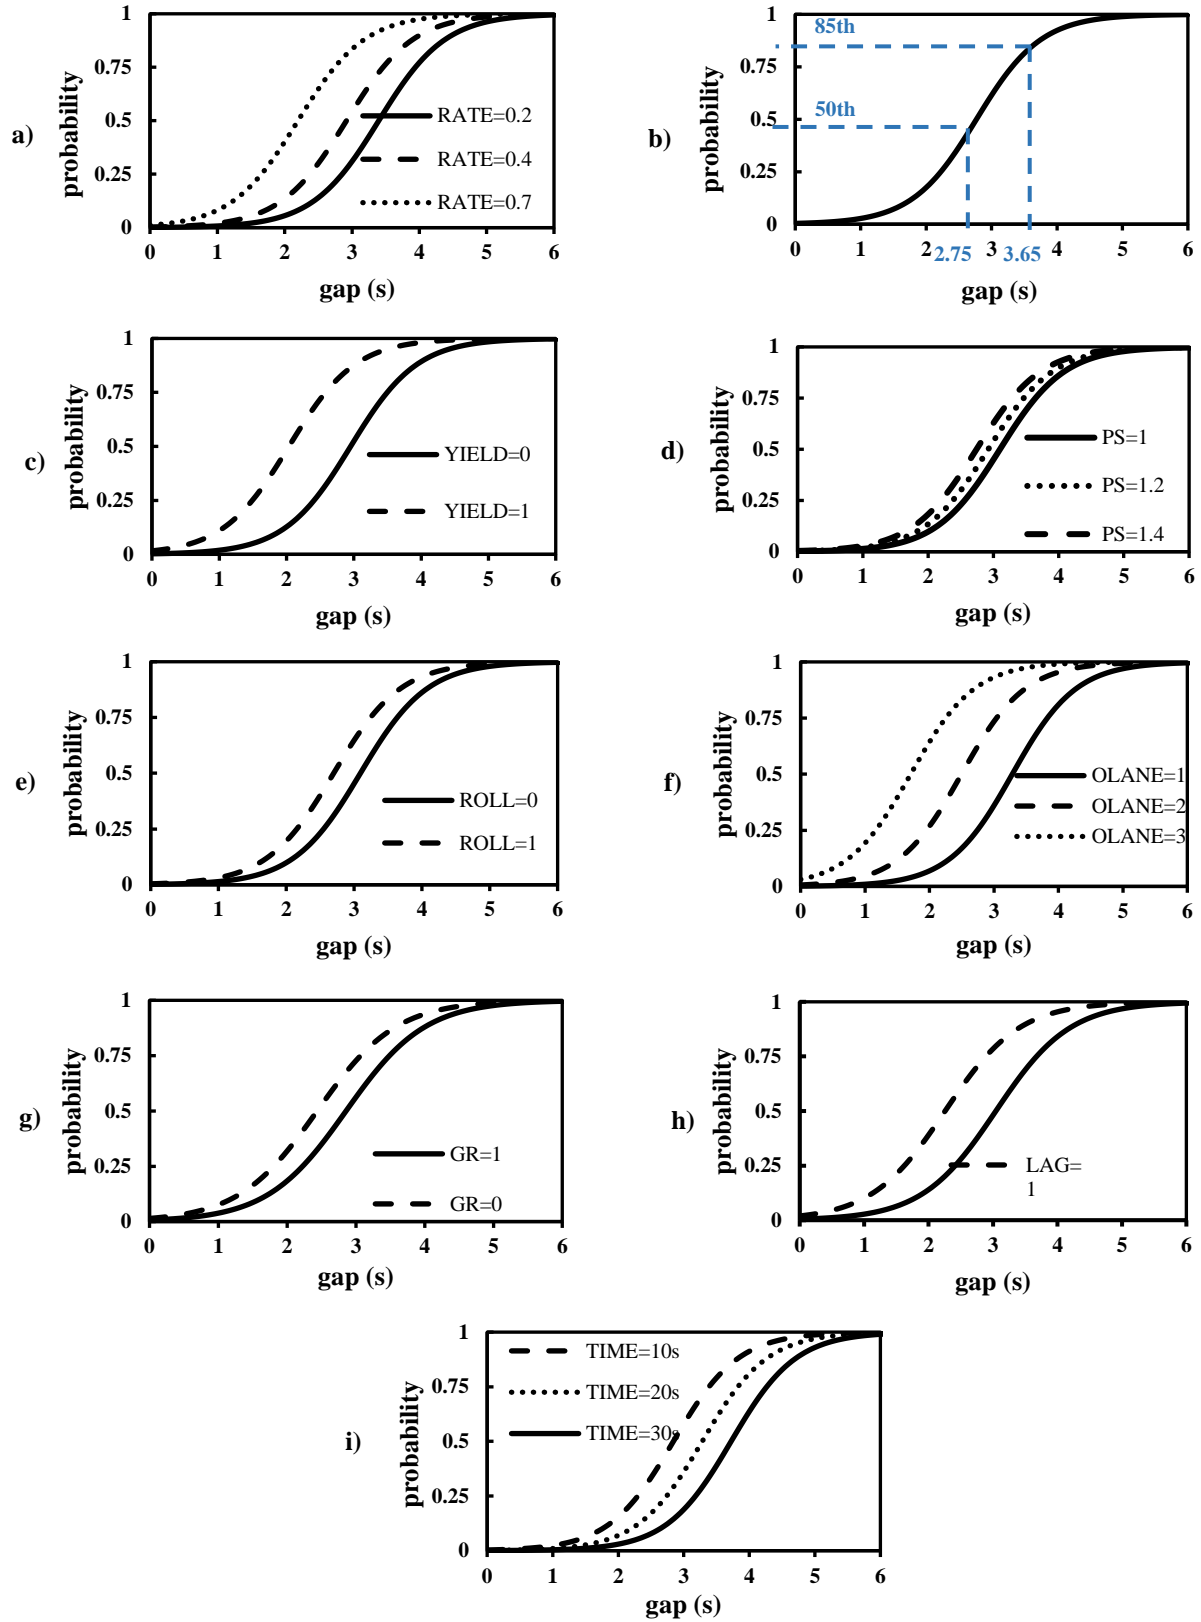 a)
probability
1
0.75
0.5
0.25
0
RATE=0.2
RATE=0.4
RATE=0.7
0 1 2 3 4 5 6
gap (s)
b)
probability
1
0.75
0.5
0.25
0
85th
50th
0 1 2 3 4 5 6
2.75 3.65
gap (s)
c)
probability
1
0.75
0.5
0.25
0
YIELD=0
YIELD=1
0 1 2 3 4 5 6
gap (s)
d)
probability
1
0.75
0.5
0.25
0
PS=1
PS=1.2
PS=1.4
0 1 2 3 4 5 6
gap (s)
e)
probability
1
0.75
0.5
0.25
0
ROLL=0
ROLL=1
0 1 2 3 4 5 6
gap (s)
f)
probability
1
0.75
0.5
0.25
0
OLANE=1
OLANE=2
OLANE=3
0 1 2 3 4 5 6
gap (s)
g)
probability
1
0.75
0.5
0.25
0
GR=1
GR=0
0 1 2 3 4 5 6
gap (s)
h)
probability
1
0.75
0.5
0.25
0
LAG=
1
0 1 2 3 4 5 6
gap (s)
i)
probability
1
0.75
0.5
0.25
0
TIME=10s
TIME=20s
TIME=30s
0 1 2 3 4 5 6
gap (s)